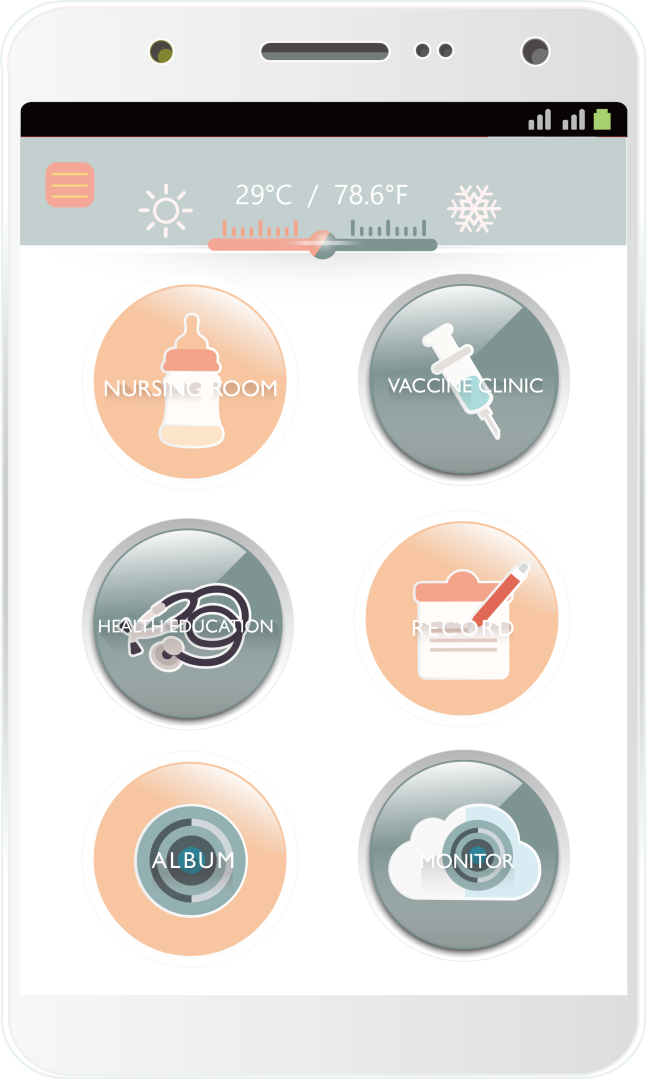 29°C / 78.6°F
NURSING ROOM
VACCINE CLINIC
HEALTH EDUCATION
RECORD
ALBUM
MONITOR